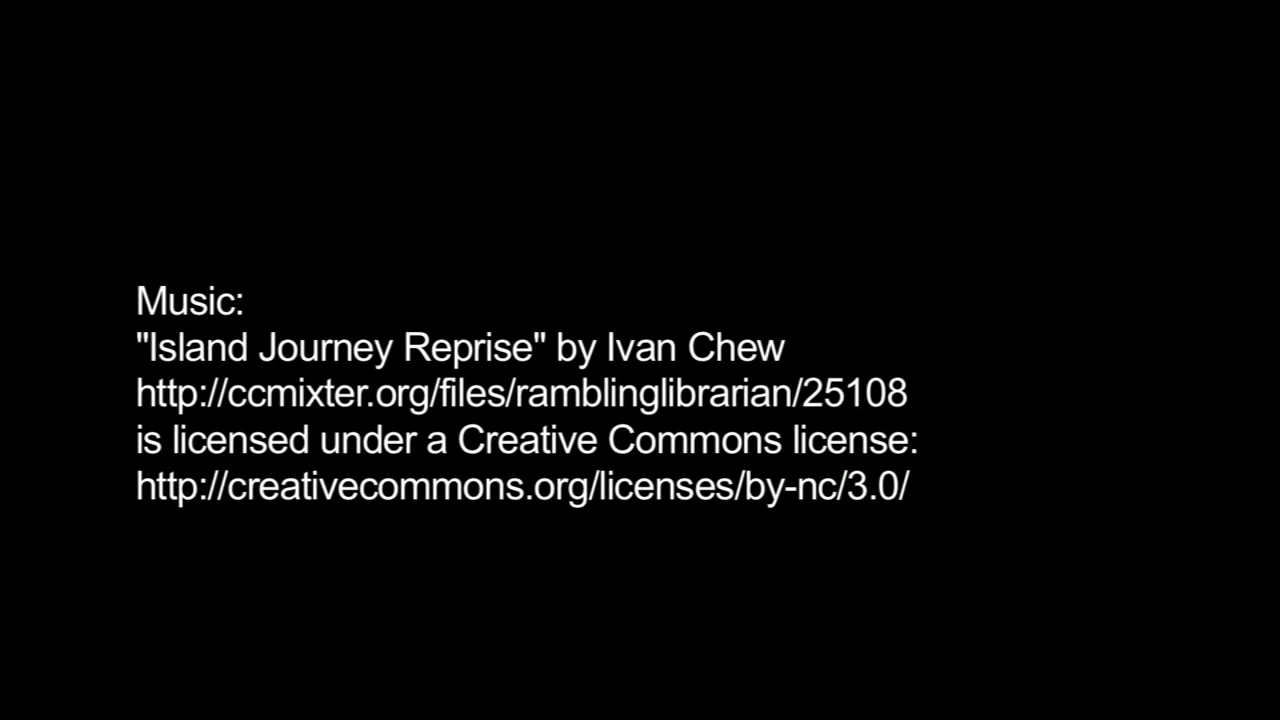 Music:
"Island Journey Reprise" by Ivan Chew
http://ccmixter.org/files/ramblinglibrarian/25108
is licensed under a Creative Commons license:
http://creativecommons.org/licenses/by-nc/3.0/